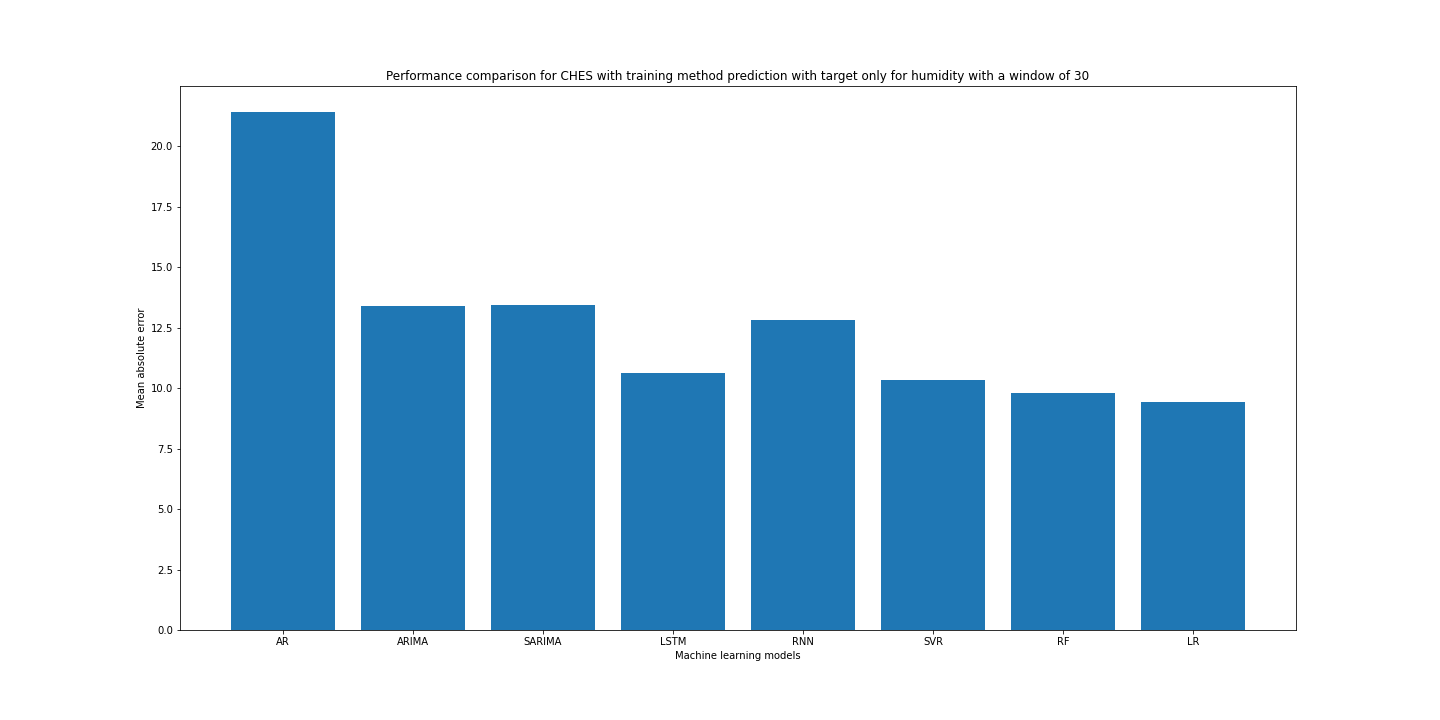 Performance comparison for CHES with training method prediction with target only for humidity with a window of 30
20.0
17.5
15.0
12.5
10.0
7.5
5.0
2.5
0.0
Mean absolute error
AR ARIMA SARIMA LSTM RNN SVR RF LR
Machine learning models